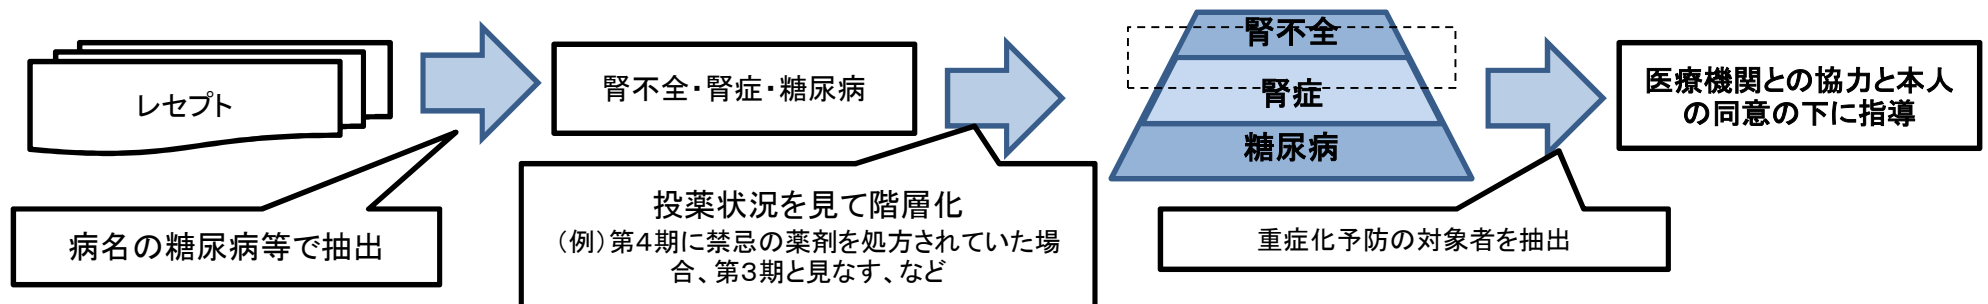 レセプト
病名の糖尿病等で抽出
腎不全・腎症・糖尿病
投薬状況を見て階層化
（例）第４期に禁忌の薬剤を処方されていた場
合、第３期と見なす、など
腎不全
腎症
糖尿病
重症化予防の対象者を抽出
医療機関との協力と本人
の同意の下に指導